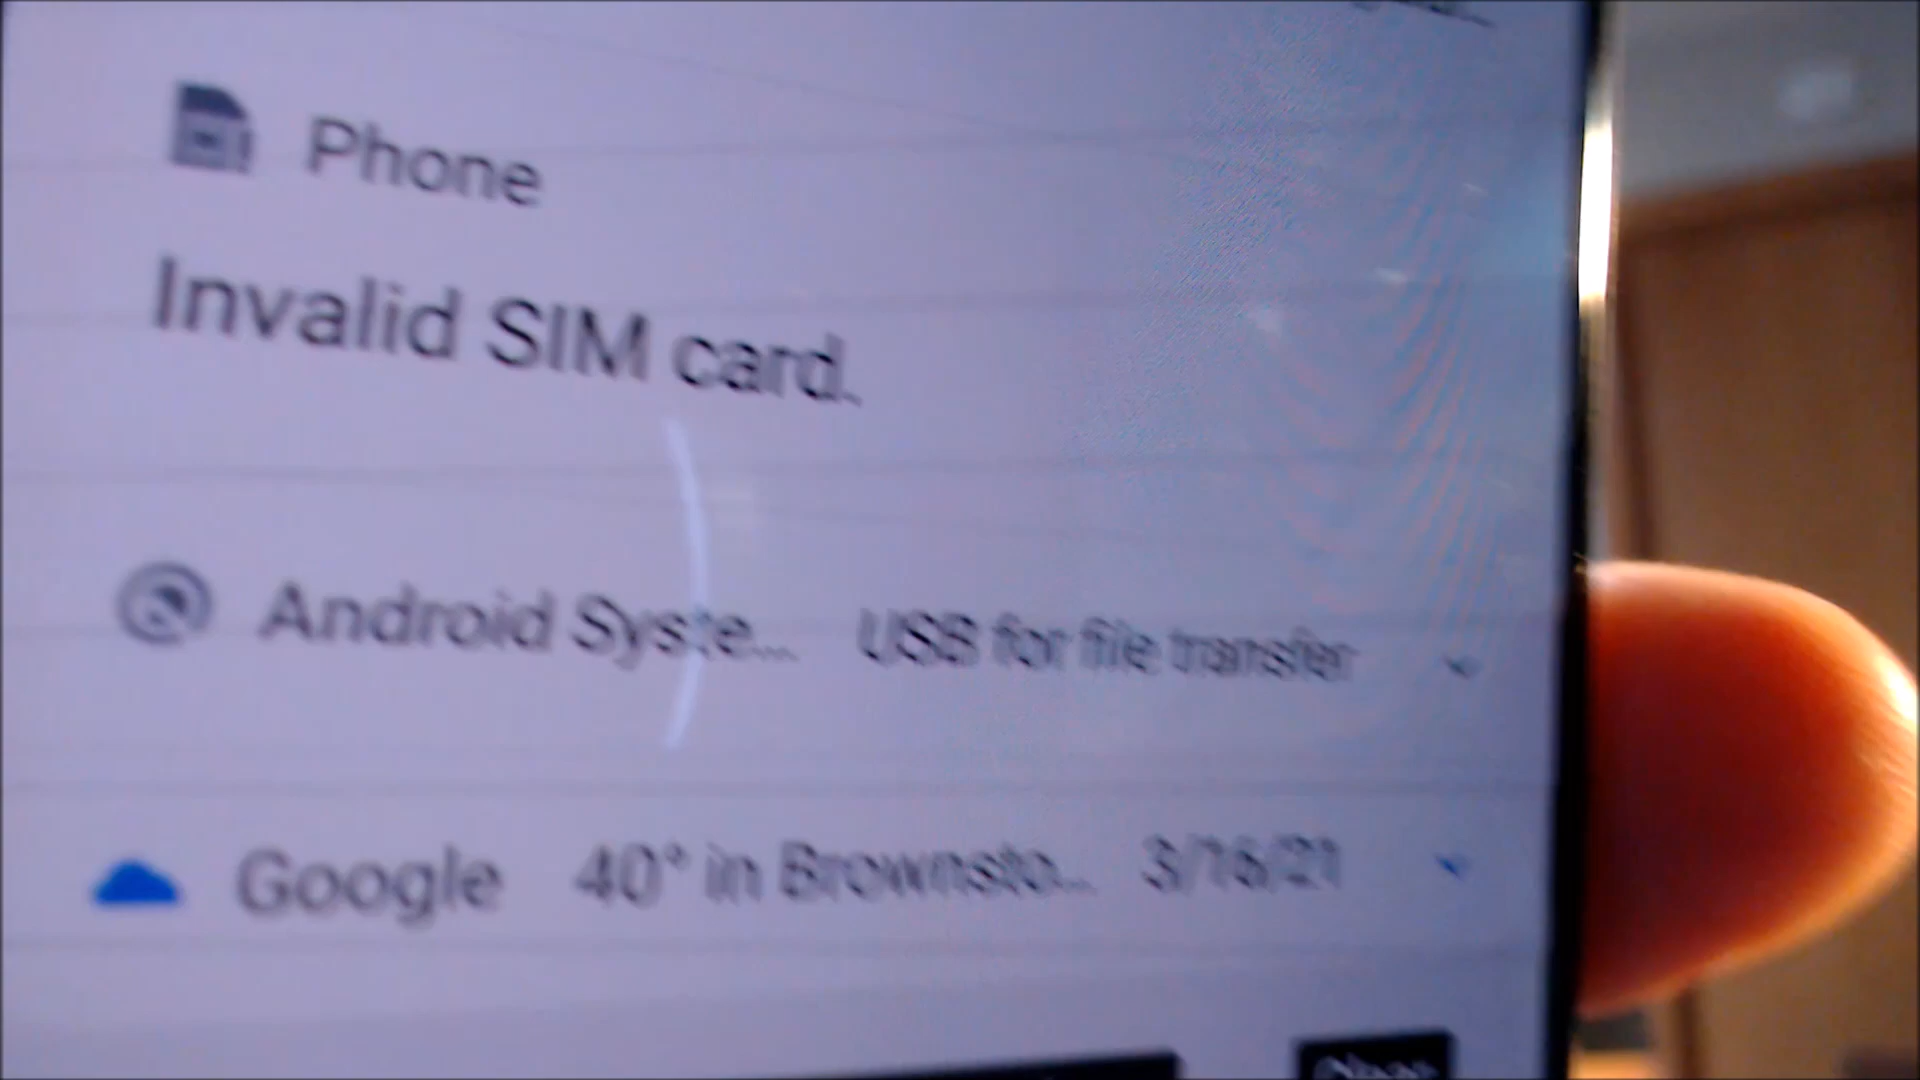 Phone
Invalid SIM card.
Android Syste... USB for file transfer
Google 40° in Brownsto... 3/16/21